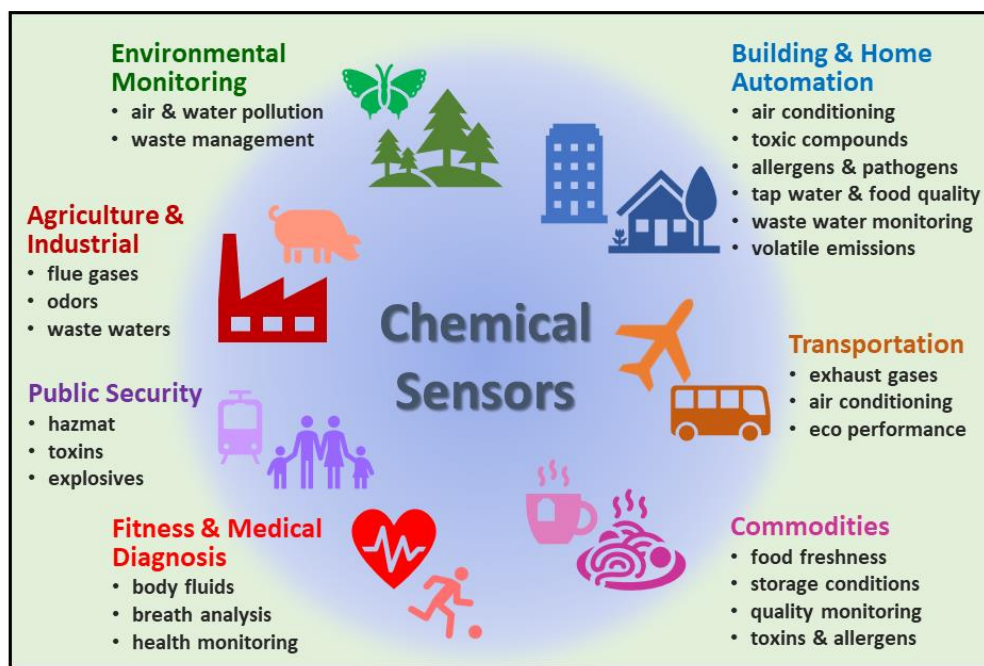 Environmental
Monitoring
• air & water pollution
• waste management
Building & Home
Automation
• air conditioning
• toxic compounds
• allergens & pathogens
• tap water & food quality
• waste water monitoring
• volatile emissions
Agriculture &
Industrial
• flue gases
• odors
• waste waters
Chemical
Sensors
Transportation
• exhaust gases
• air conditioning
• eco performance
Public Security
• hazmat
• toxins
• explosives
Fitness & Medical
Diagnosis
• body fluids
• breath analysis
• health monitoring
Commodities
• food freshness
• storage conditions
• quality monitoring
• toxins & allergens